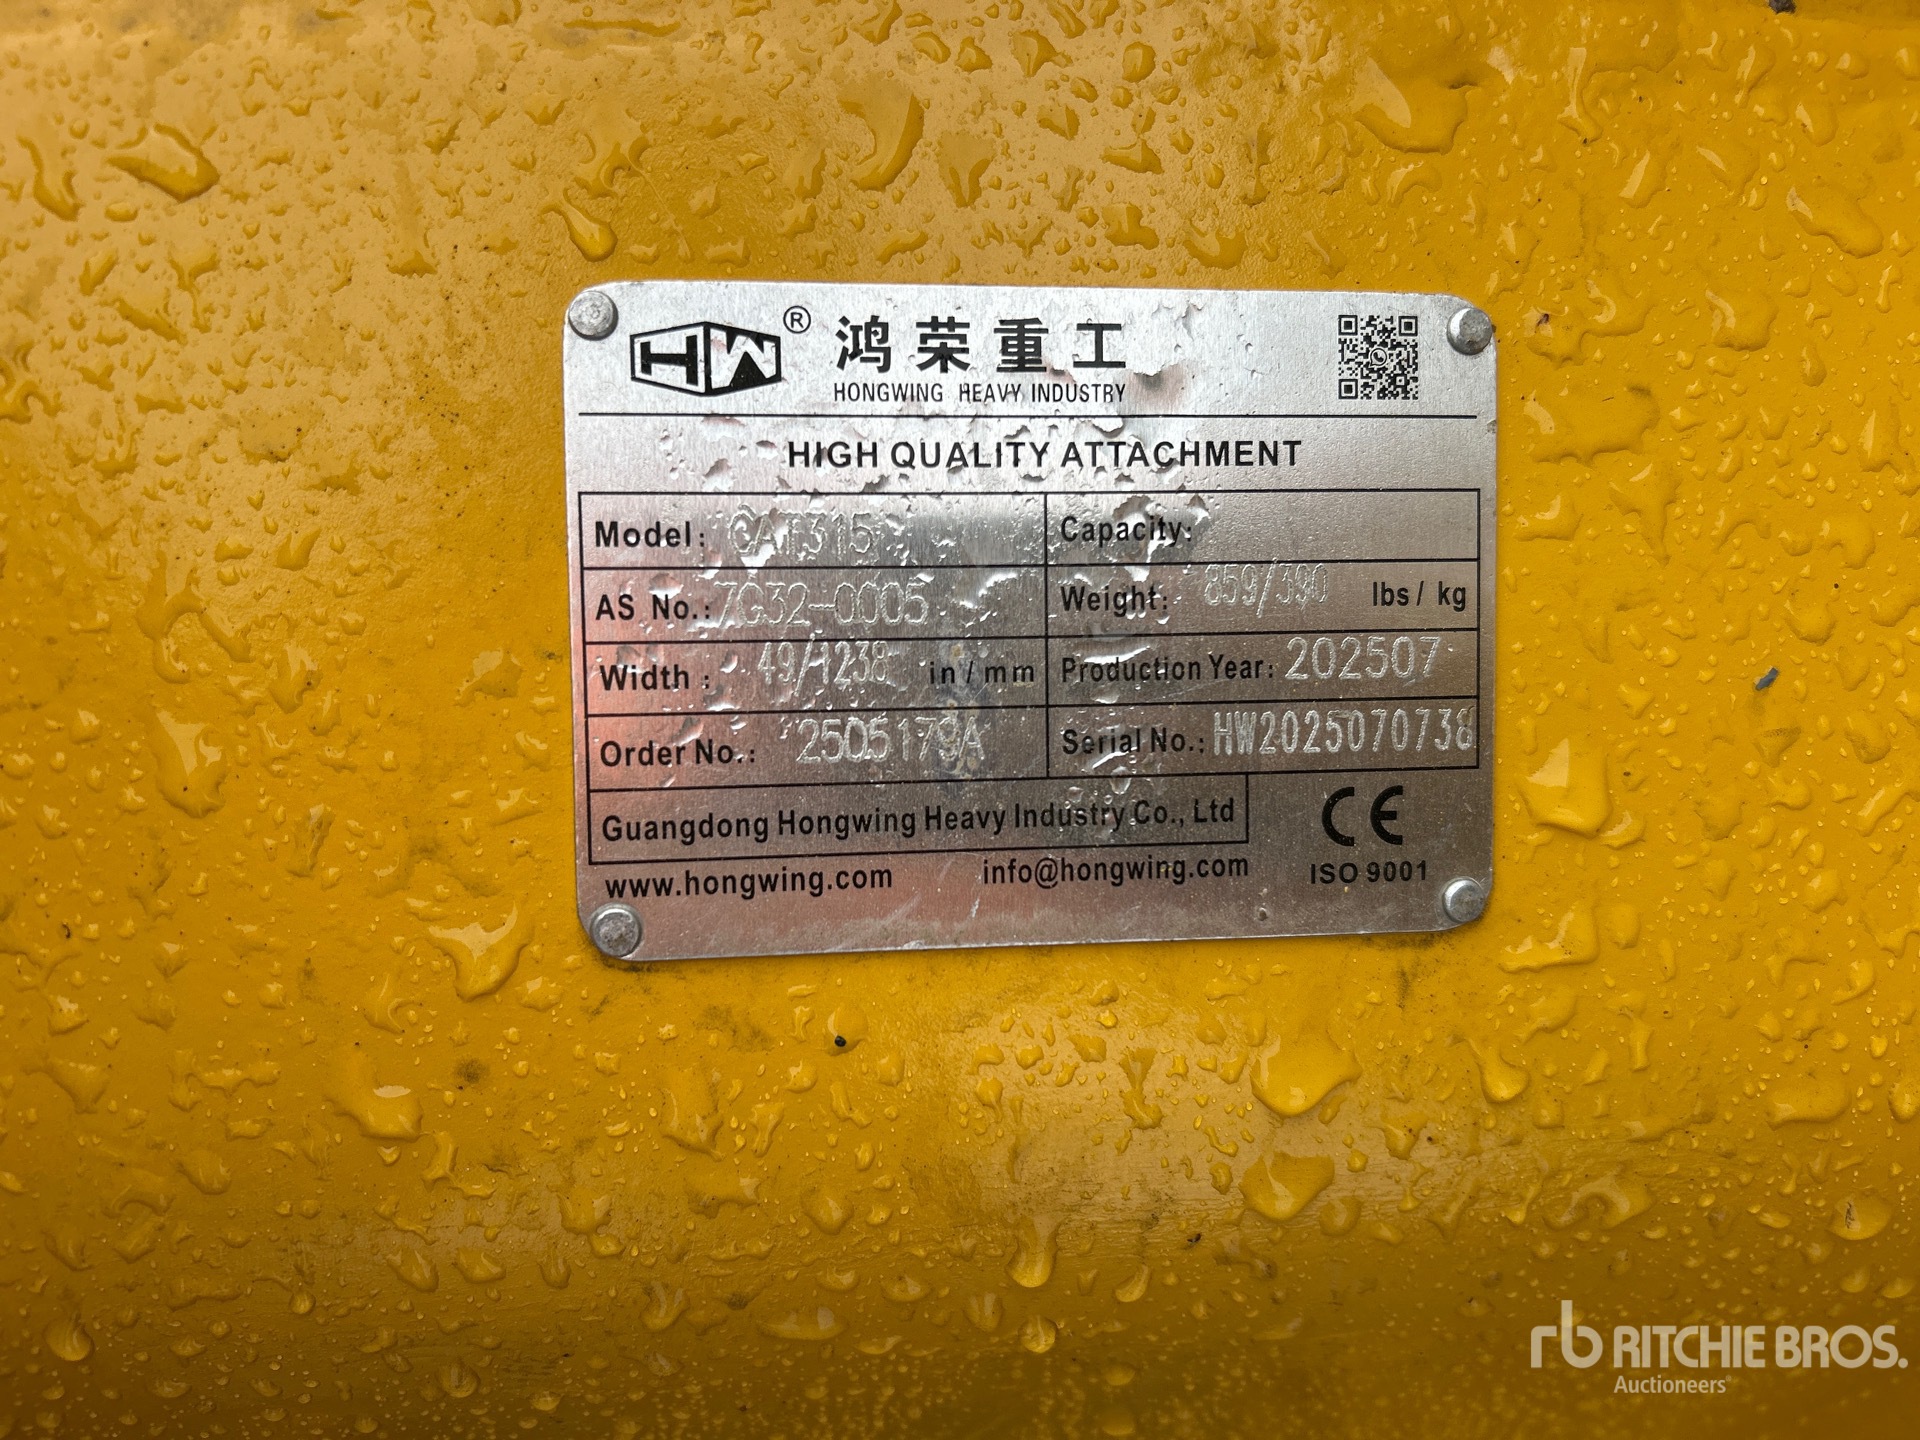 HW® 鸿荣重工
HONGWING HEAVY INDUSTRY
HIGH QUALITY ATTACHMENT
Model: CAT315 Capacity:
AS No.: 7G32-0005 Weight: 859/390 lbs / kg
Width : 49/1238 in / mm Production Year: 202507
Order No.: 2505179A Serial No.: HW2025070738
Guangdong Hongwing Heavy Industry Co., Ltd CE
www.hongwing.com info@hongwing.com ISO 9001
rb RITCHIE BROS.
Auctioneers